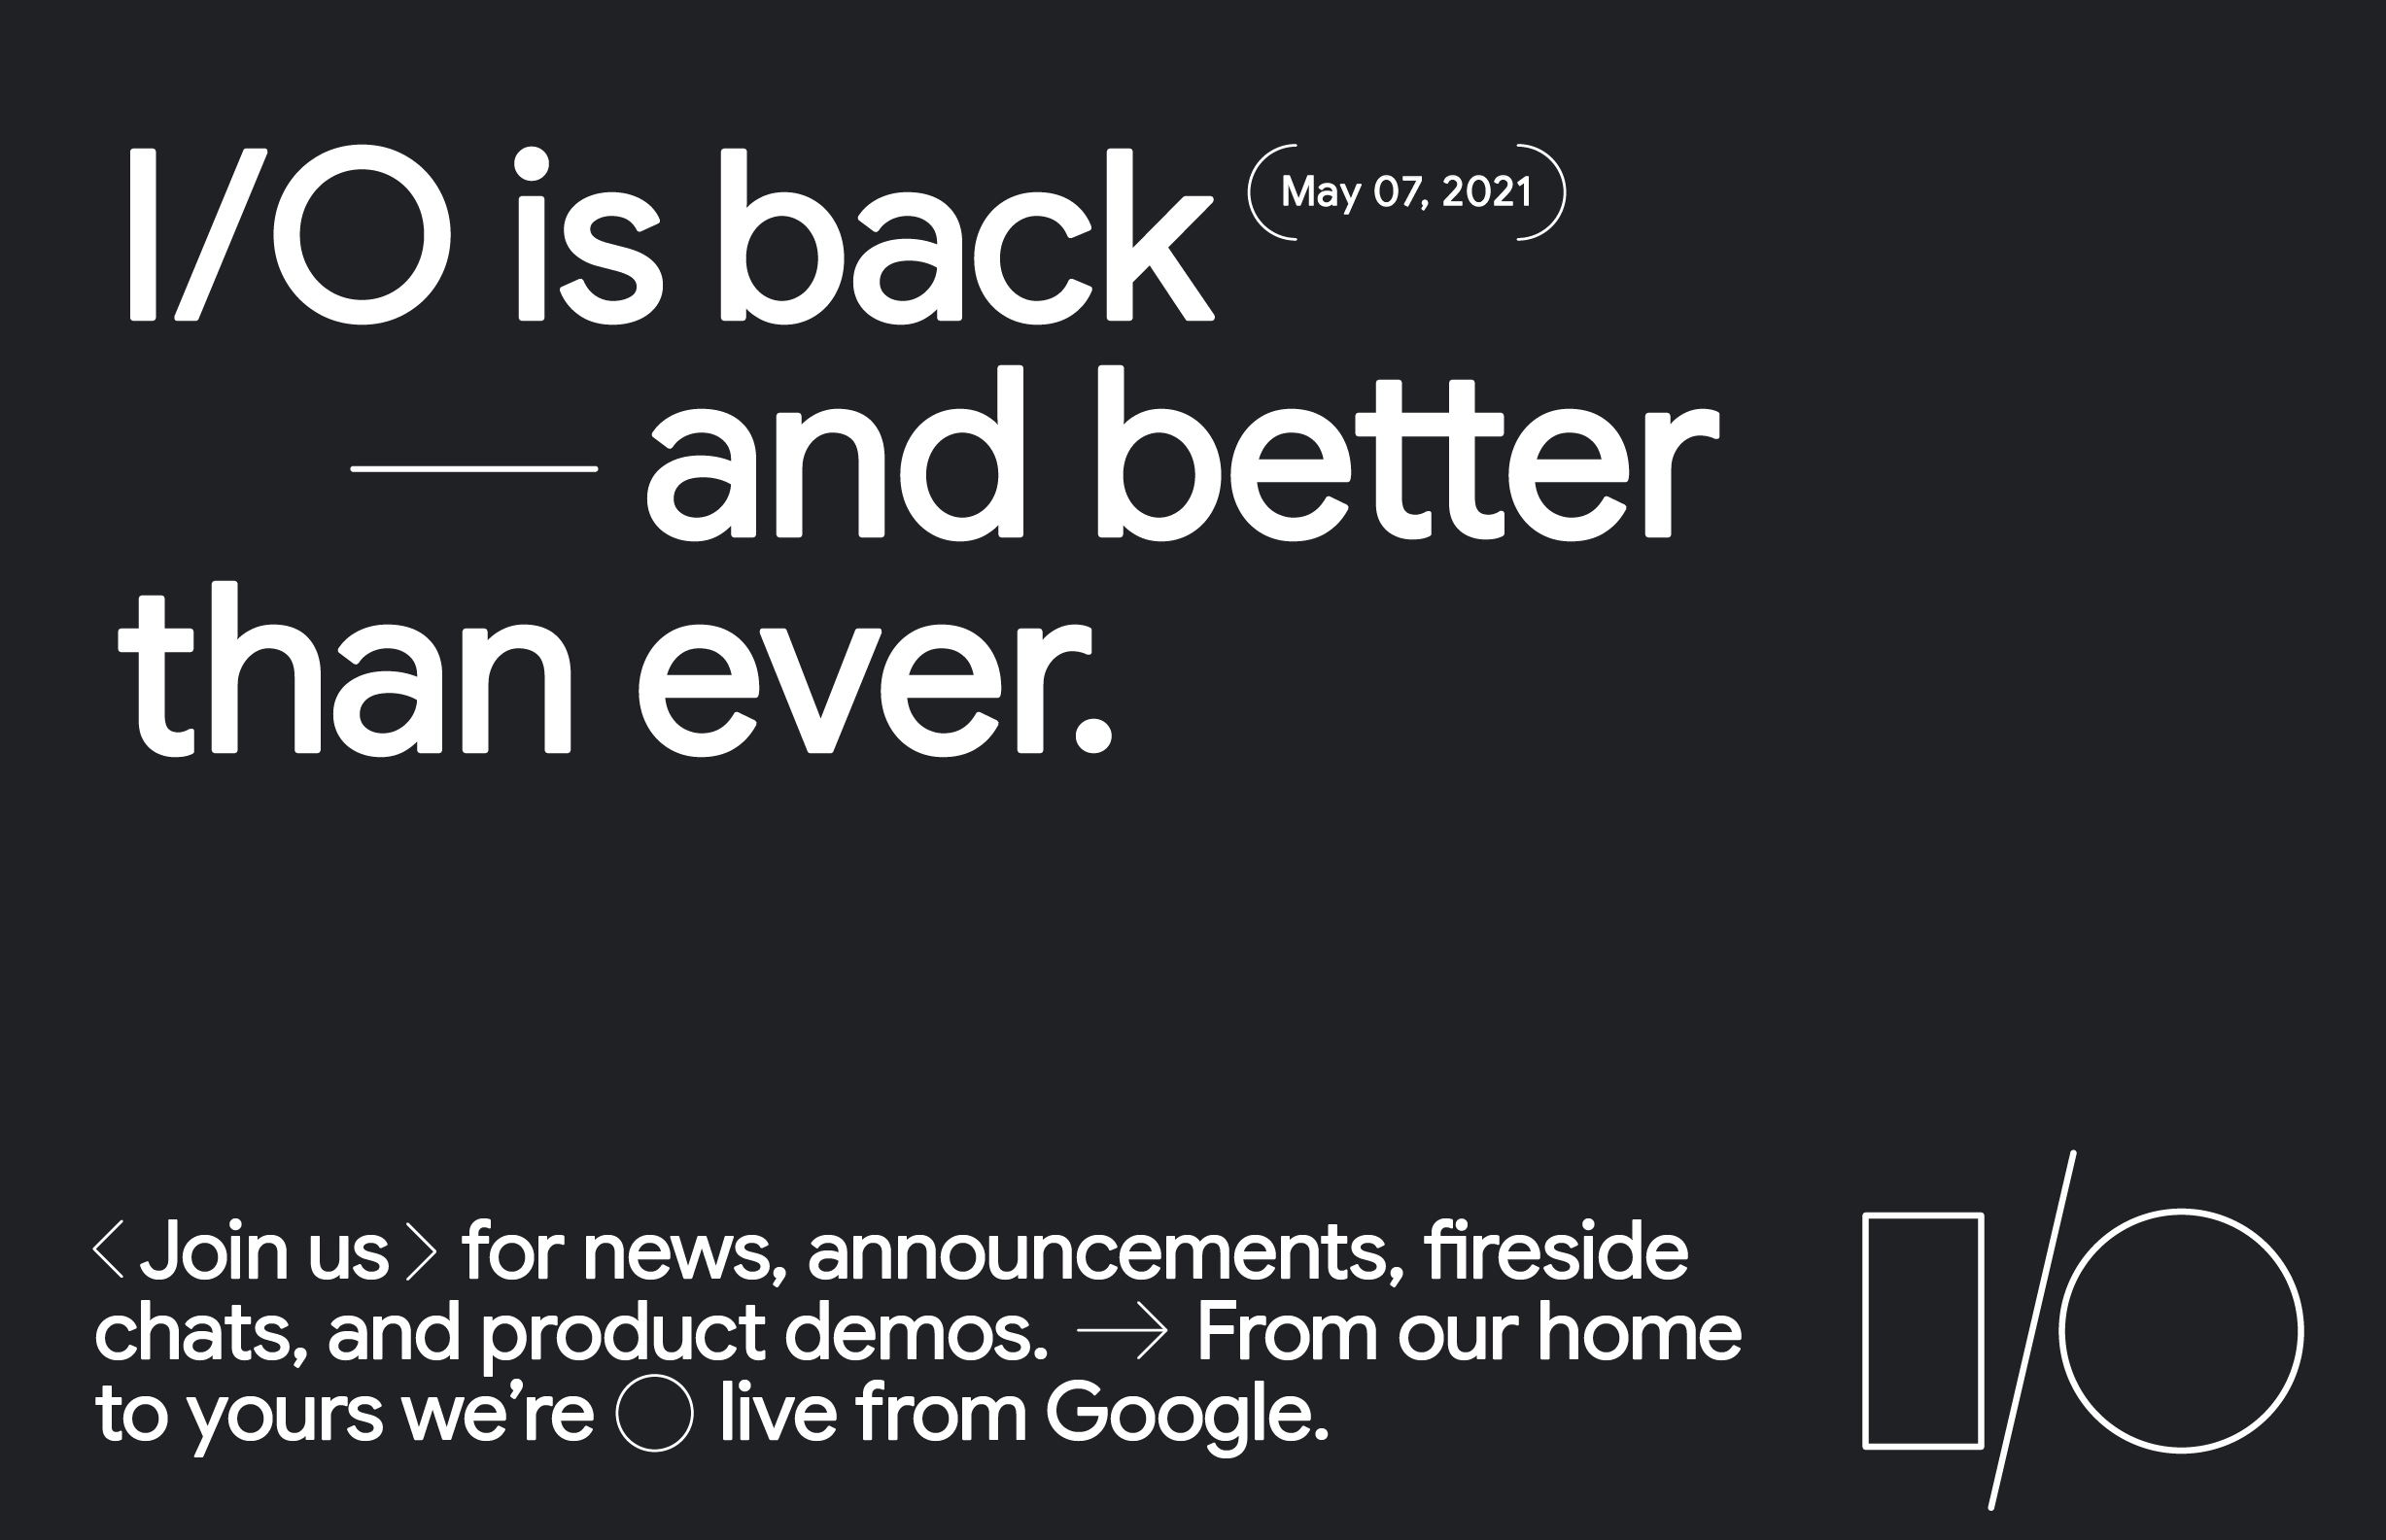 I/O is back (May 07, 2021)
— and better
than ever.
< Join us > for news, announcements, fireside
chats, and product demos. → From our home
to yours we’re ○ live from Google.
I/O